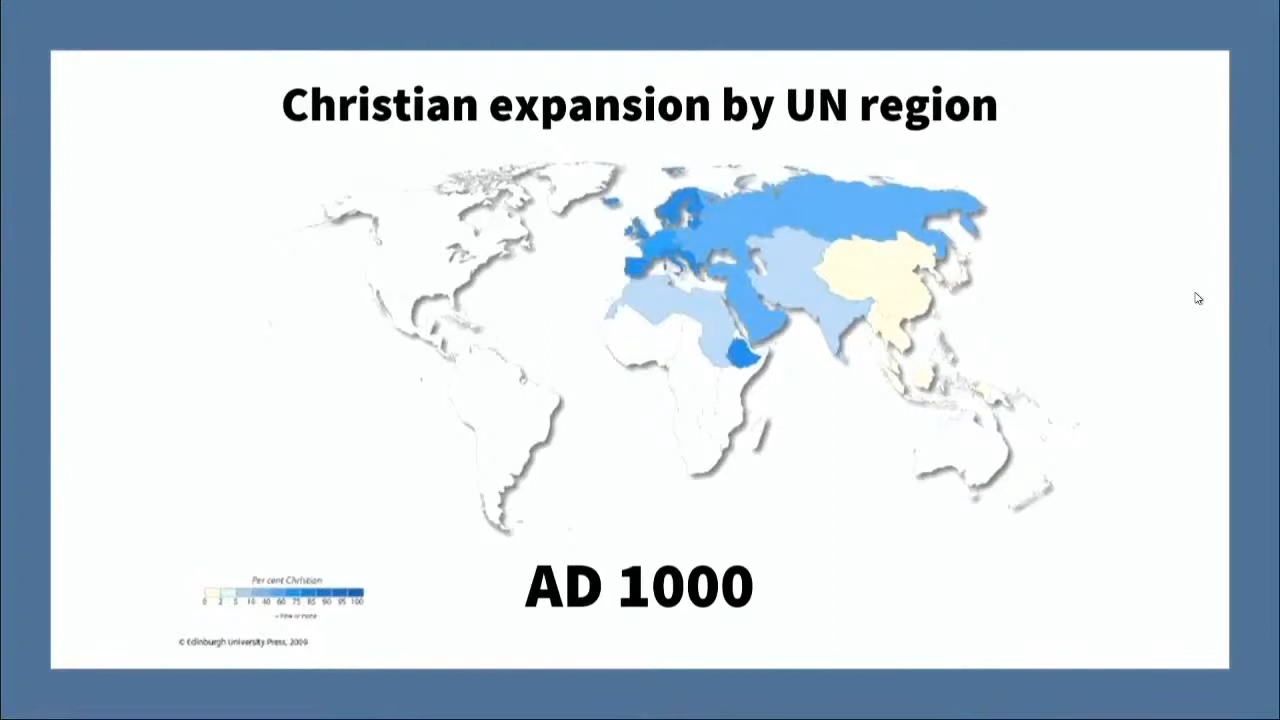 Christian expansion by UN region
AD 1000
Per cent Christian
0 2 5 10 40 60 75 85 90 95 100
© Edinburgh University Press, 2009